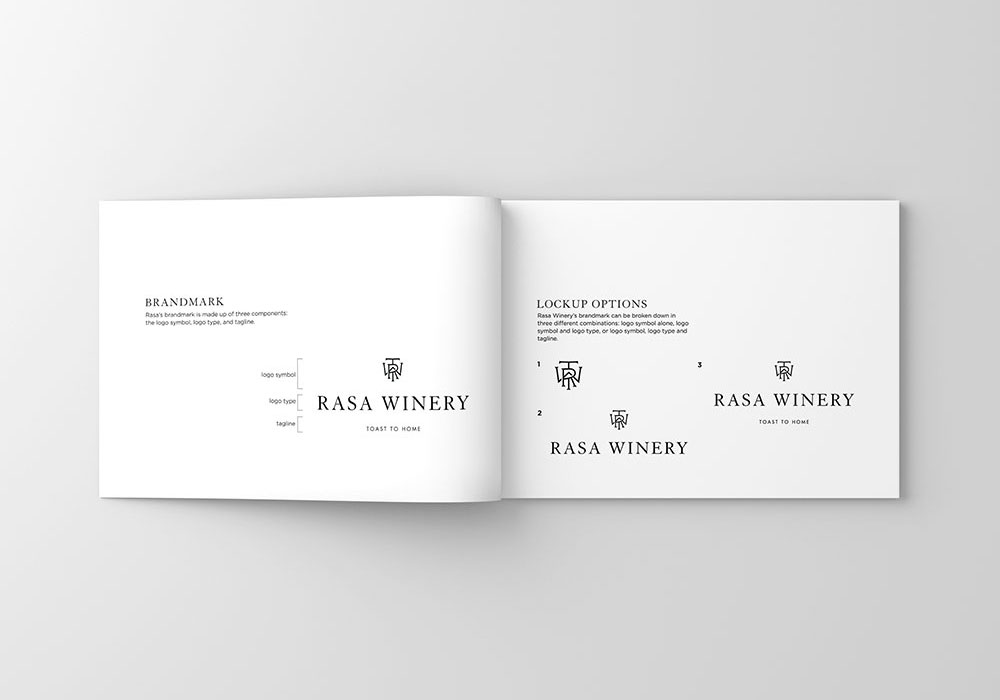 BRANDMARK
Rasa's brandmark is made up of three components:
the logo symbol, logo type, and tagline.
logo symbol
logo type
tagline
RASA WINERY
TOAST TO HOME
LOCKUP OPTIONS
Rasa Winery's brandmark can be broken down in
three different combinations: logo symbol alone, logo
symbol and logo type, or logo symbol, logo type and
tagline.
1
2
RASA WINERY
3
RASA WINERY
TOAST TO HOME